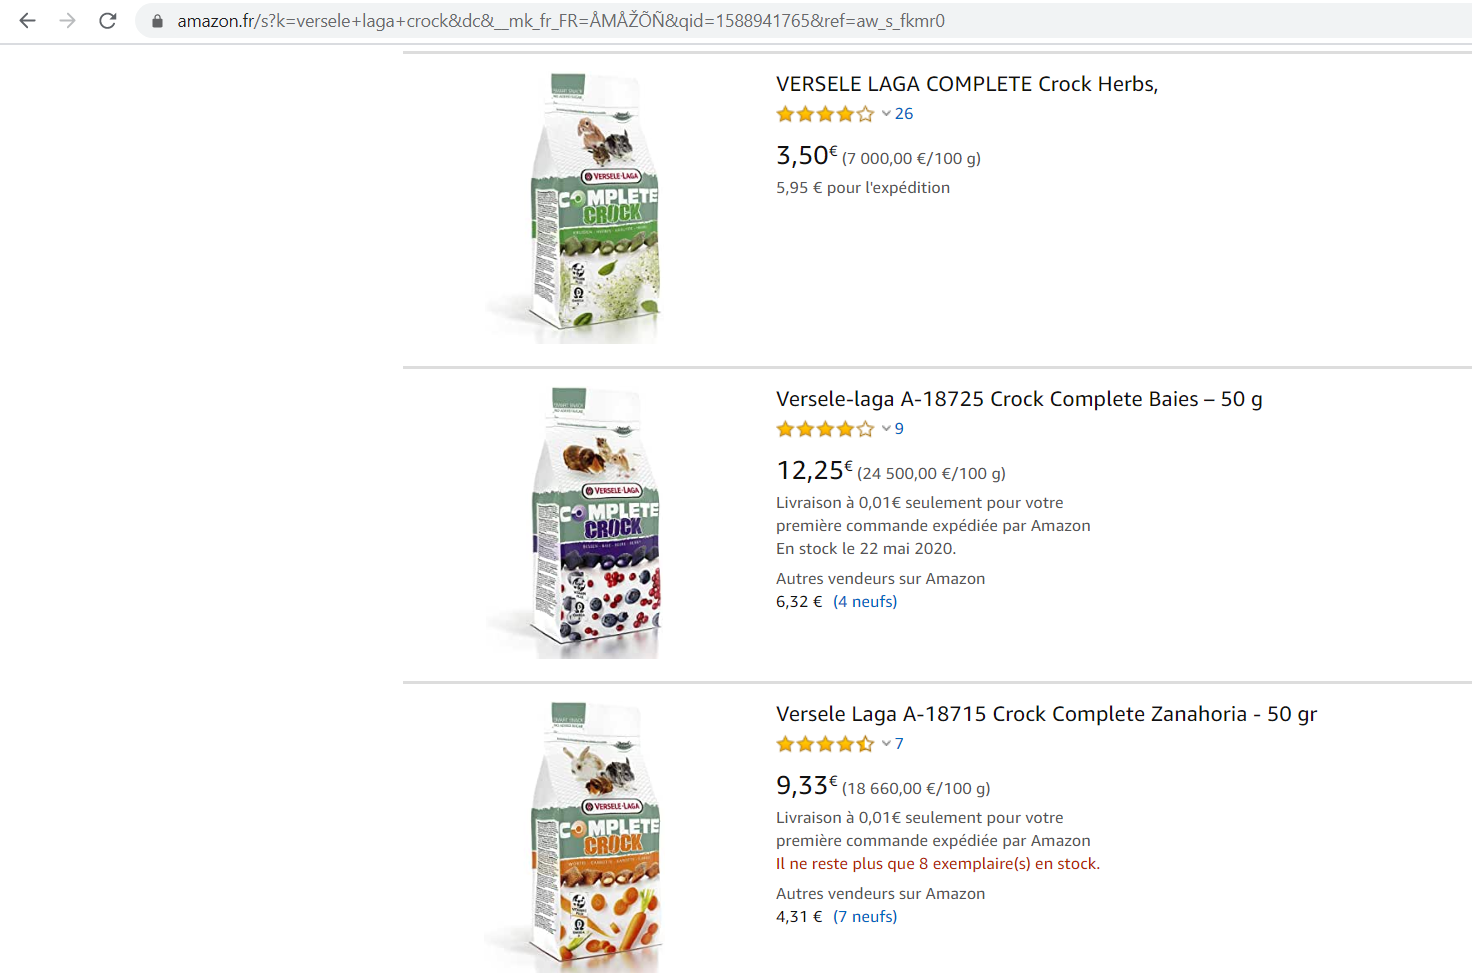 amazon.fr/s?k=versele+laga+crock&dc&__mk_fr_FR=ÅMÅŽÕÑ&qid=1588941765&ref=aw_s_fkmr0
VERSELE-LAGA
COMPLETE
CROCK
VERSELE LAGA COMPLETE Crock Herbs,
26
3,50€ (7 000,00 €/100 g)
5,95 € pour l'expédition
VERSELE-LAGA
COMPLETE
CROCK
Versele-laga A-18725 Crock Complete Baies – 50 g
9
12,25€ (24 500,00 €/100 g)
Livraison à 0,01€ seulement pour votre
première commande expédiée par Amazon
En stock le 22 mai 2020.
Autres vendeurs sur Amazon
6,32 € (4 neufs)
VERSELE-LAGA
COMPLETE
CROCK
Versele Laga A-18715 Crock Complete Zanahoria - 50 gr
7
9,33€ (18 660,00 €/100 g)
Livraison à 0,01€ seulement pour votre
première commande expédiée par Amazon
Il ne reste plus que 8 exemplaire(s) en stock.
Autres vendeurs sur Amazon
4,31 € (7 neufs)